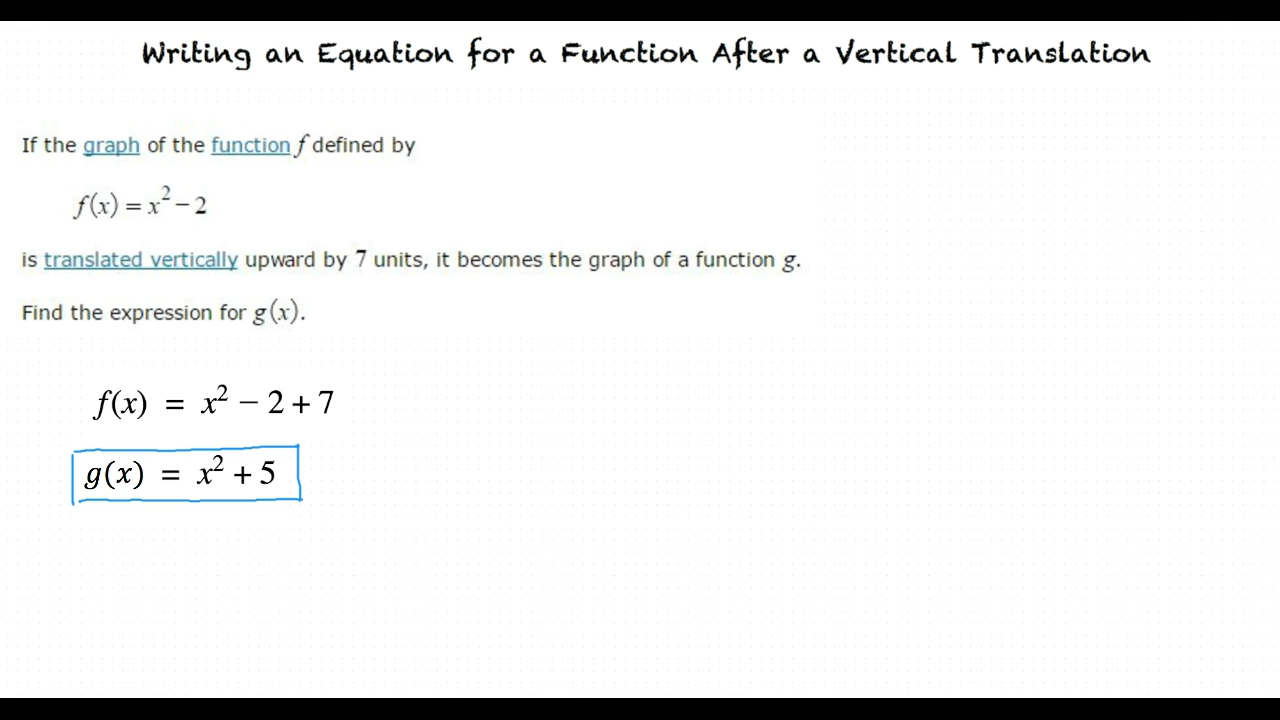 Writing an Equation for a Function After a Vertical Translation
If the graph of the function f defined by
f(x) = x² − 2
is translated vertically upward by 7 units, it becomes the graph of a function g.
Find the expression for g(x).
f(x) = x² − 2 + 7
g(x) = x² + 5